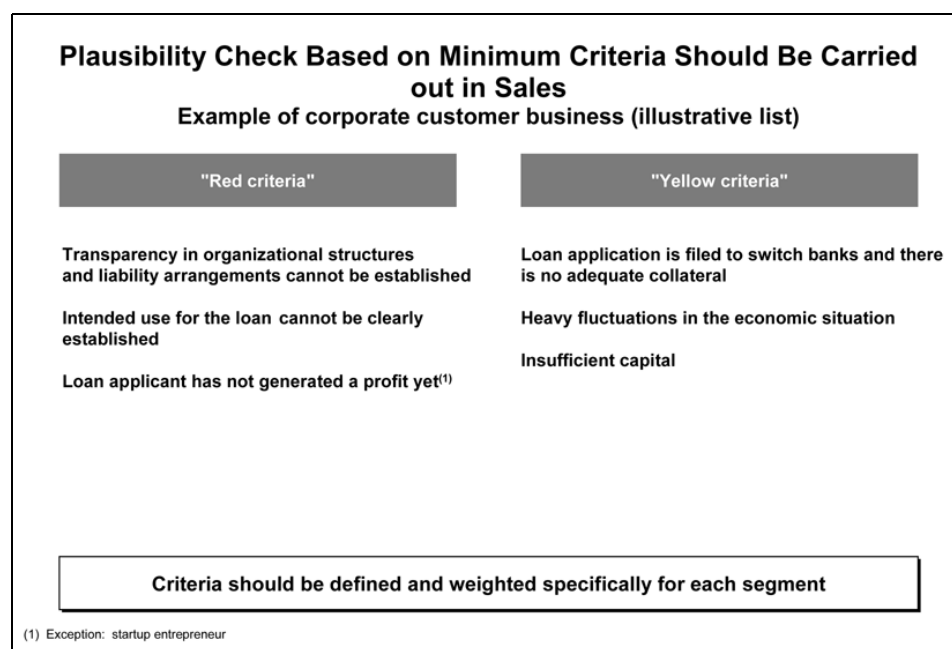 Plausibility Check Based on Minimum Criteria Should Be Carried
out in Sales
Example of corporate customer business (illustrative list)
"Red criteria"
Transparency in organizational structures
and liability arrangements cannot be established
Intended use for the loan cannot be clearly
established
Loan applicant has not generated a profit yet(1)
"Yellow criteria"
Loan application is filed to switch banks and there
is no adequate collateral
Heavy fluctuations in the economic situation
Insufficient capital
Criteria should be defined and weighted specifically for each segment
(1) Exception: startup entrepreneur